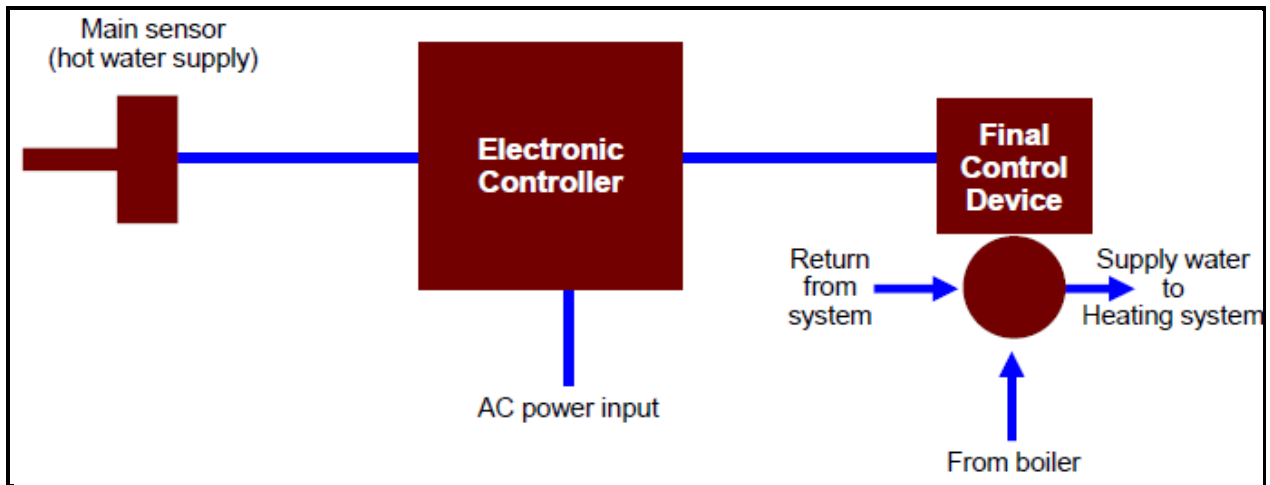 Main sensor
(hot water supply)
Electronic
Controller
Final
Control
Device
Return
from
system
Supply water
to
Heating system
AC power input
From boiler